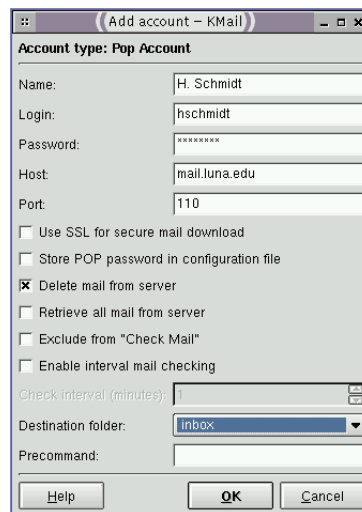 Add account – KMail
Account type: Pop Account
Name: H. Schmidt
Login: hschmidt
Password: ********
Host: mail.luna.edu
Port: 110
Use SSL for secure mail download
Store POP password in configuration file
Delete mail from server
Retrieve all mail from server
Exclude from "Check Mail"
Enable interval mail checking
Check interval (minutes): 1
Destination folder: inbox
Precommand:
Help OK Cancel